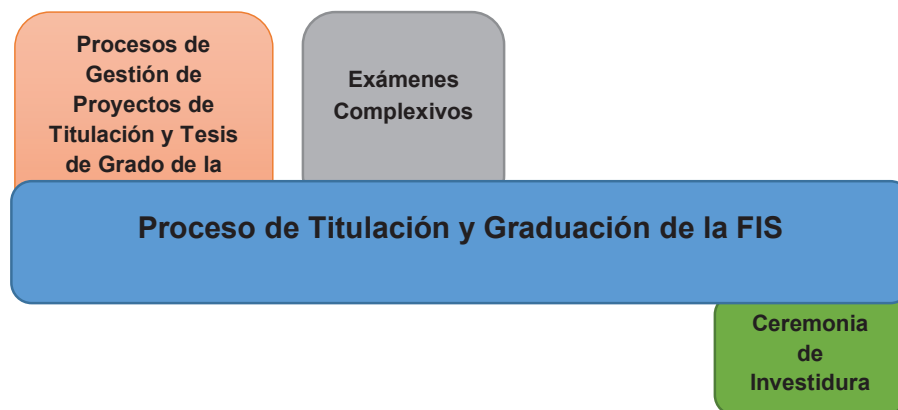 Procesos de
Gestión de
Proyectos de
Titulación y Tesis
de Grado de la
Exámenes
Complexivos
Proceso de Titulación y Graduación de la FIS
Ceremonia
de
Investidura